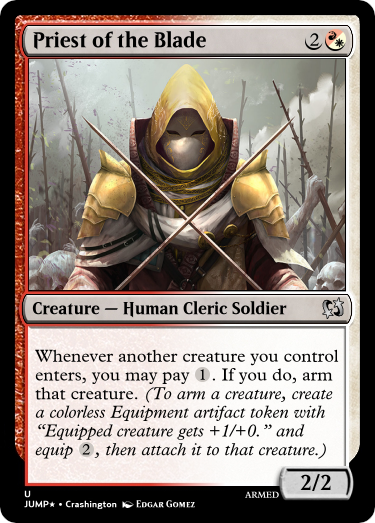 Priest of the Blade 2
Creature — Human Cleric Soldier
Whenever another creature you control
enters, you may pay 1. If you do, arm
that creature. (To arm a creature, create
a colorless Equipment artifact token with
“Equipped creature gets +1/+0.” and
equip 2, then attach it to that creature.)
2/2
U
JUMP★ • Crashington Edgar Gomez
ARMED